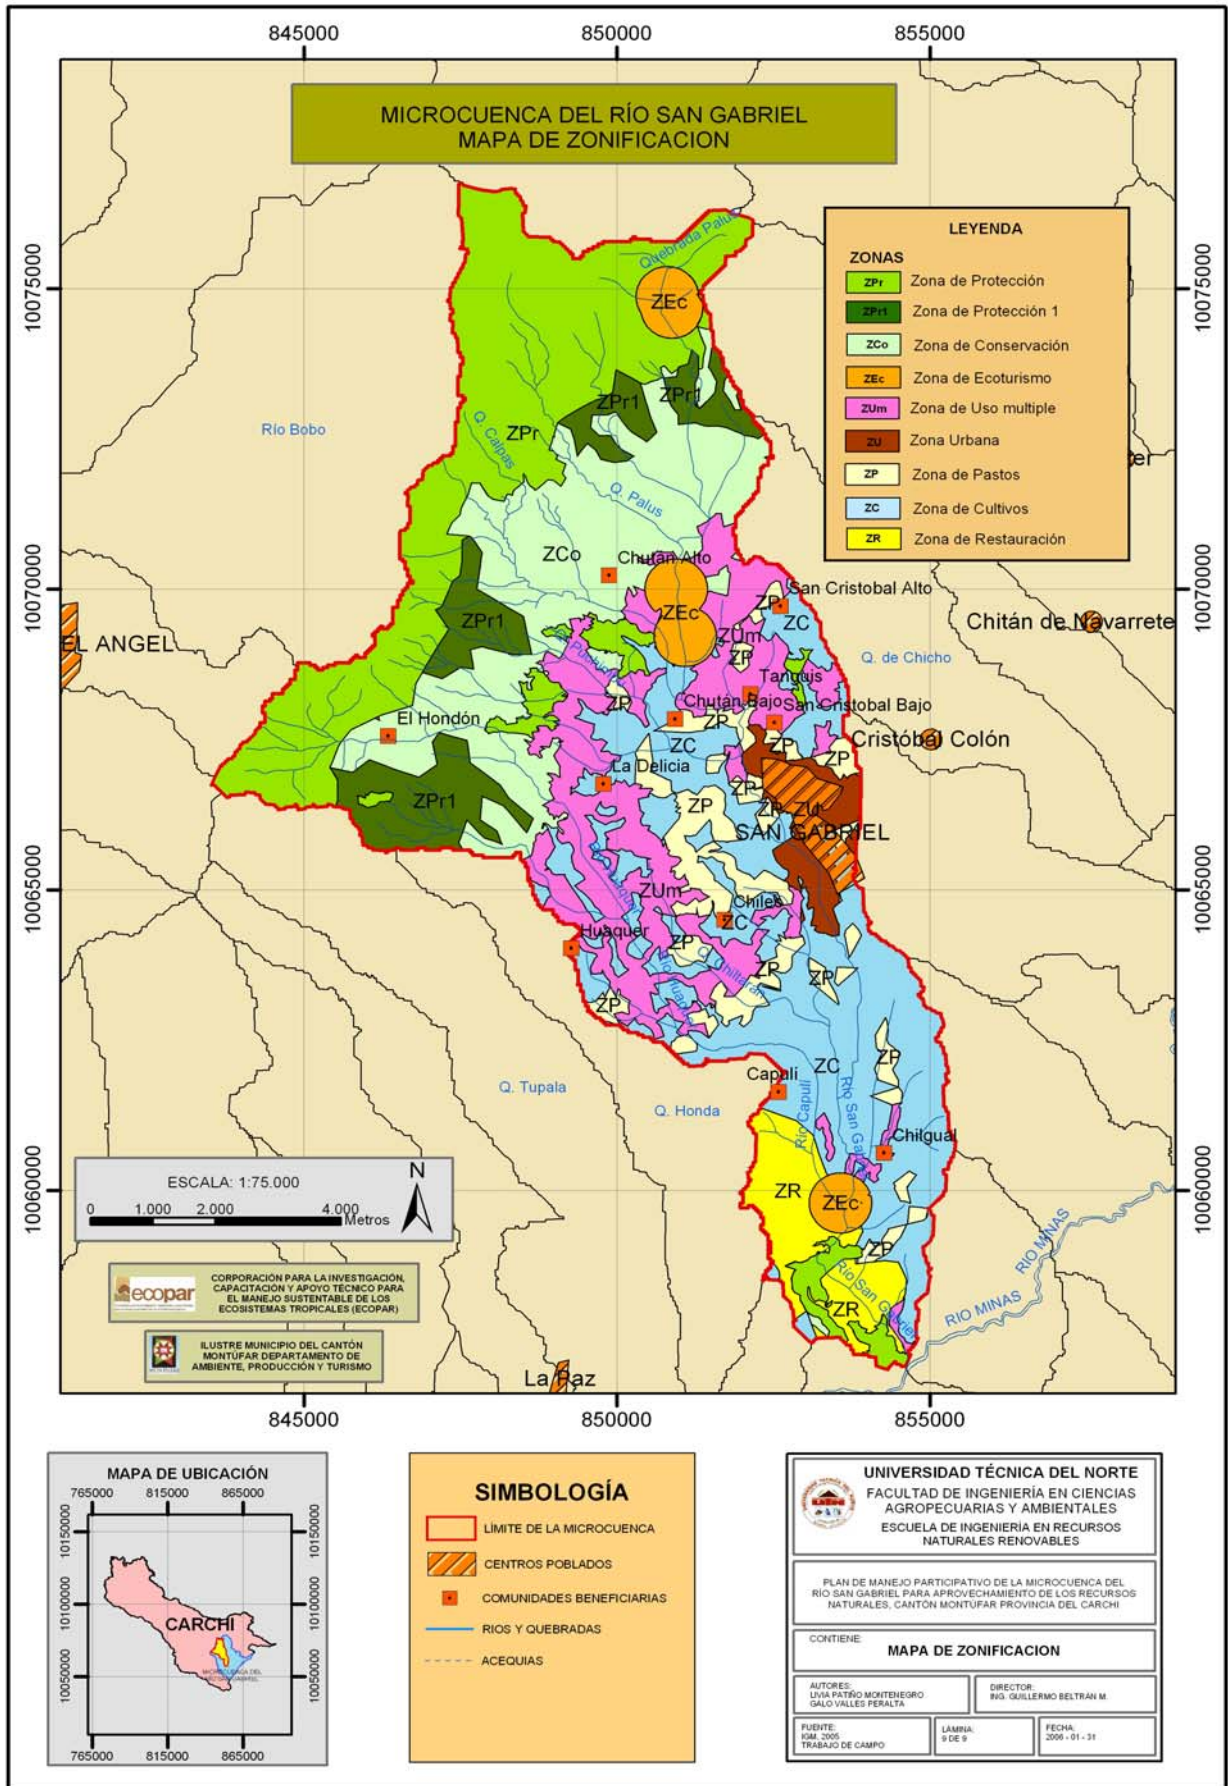 845000 850000 855000
MICROCUENCA DEL RÍO SAN GABRIEL
MAPA DE ZONIFICACION
10075000
10070000
10065000
10060000
10075000
10070000
10065000
10060000
LEYENDA
ZONAS
ZPr Zona de Protección
ZPr1 Zona de Protección 1
ZCo Zona de Conservación
ZEc Zona de Ecoturismo
ZUm Zona de Uso multiple
ZU Zona Urbana
ZP Zona de Pastos
ZC Zona de Cultivos
ZR Zona de Restauración
Quebrada Palus
ZEc
ZPr1
ZPr1
ZPr
Río Bobo
Q. Calpas
Q. Palus
er
ZCo
Chután Alto
San Cristobal Alto
ZP
ZC
ZEc
ZPr1
ZUm
Chitán de Navarrete
EL ANGEL
Q. de Chicho
ZP
Tanguis
ZP
Chután Bajo
San Cristobal Bajo
El Hondón
ZP
ZC
ZP
Cristóbal Colón
ZP
La Delicia
ZP
ZPr1
ZP
ZP
ZU
SAN GABRIEL
ZUm
Chiles
ZC
Huaquer
ZP
Q. Chillaran
ZP
ZP
ZP
ZP
ZC
Capulí
Q. Tupala
Q. Honda
Río Capulí
Río San Gabriel
Chilgual
ZR
ZEc
ZP
Río San Gabriel
ZR
RIO MINAS
RIO MINAS
La Paz
ESCALA: 1:75.000
N
0 1.000 2.000 4.000
Metros
ecopar
CORPORACIÓN PARA LA INVESTIGACIÓN,
CAPACITACIÓN Y APOYO TÉCNICO PARA
EL MANEJO SUSTENTABLE DE LOS
ECOSISTEMAS TROPICALES (ECOPAR)
ILUSTRE MUNICIPIO DEL CANTÓN
MONTÚFAR DEPARTAMENTO DE
AMBIENTE, PRODUCCIÓN Y TURISMO
845000 850000 855000
MAPA DE UBICACIÓN
765000 815000 865000
10150000
10100000
10050000
10150000
10100000
10050000
CARCHI
MICROCUENCA DEL
RÍO SAN GABRIEL
765000 815000 865000
SIMBOLOGÍA
LÍMITE DE LA MICROCUENCA
CENTROS POBLADOS
COMUNIDADES BENEFICIARIAS
RIOS Y QUEBRADAS
ACEQUIAS
UNIVERSIDAD TÉCNICA DEL NORTE
FACULTAD DE INGENIERÍA EN CIENCIAS
AGROPECUARIAS Y AMBIENTALES
ESCUELA DE INGENIERÍA EN RECURSOS
NATURALES RENOVABLES
PLAN DE MANEJO PARTICIPATIVO DE LA MICROCUENCA DEL
RÍO SAN GABRIEL PARA APROVECHAMIENTO DE LOS RECURSOS
NATURALES, CANTÓN MONTÚFAR PROVINCIA DEL CARCHI
CONTIENE:
MAPA DE ZONIFICACION
AUTORES:
LIVIA PATIÑO MONTENEGRO
GALO VALLES PERALTA
DIRECTOR:
ING. GUILLERMO BELTRÁN M.
FUENTE:
IGM, 2005
TRABAJO DE CAMPO
LÁMINA:
9 DE 9
FECHA:
2006 - 01 - 31